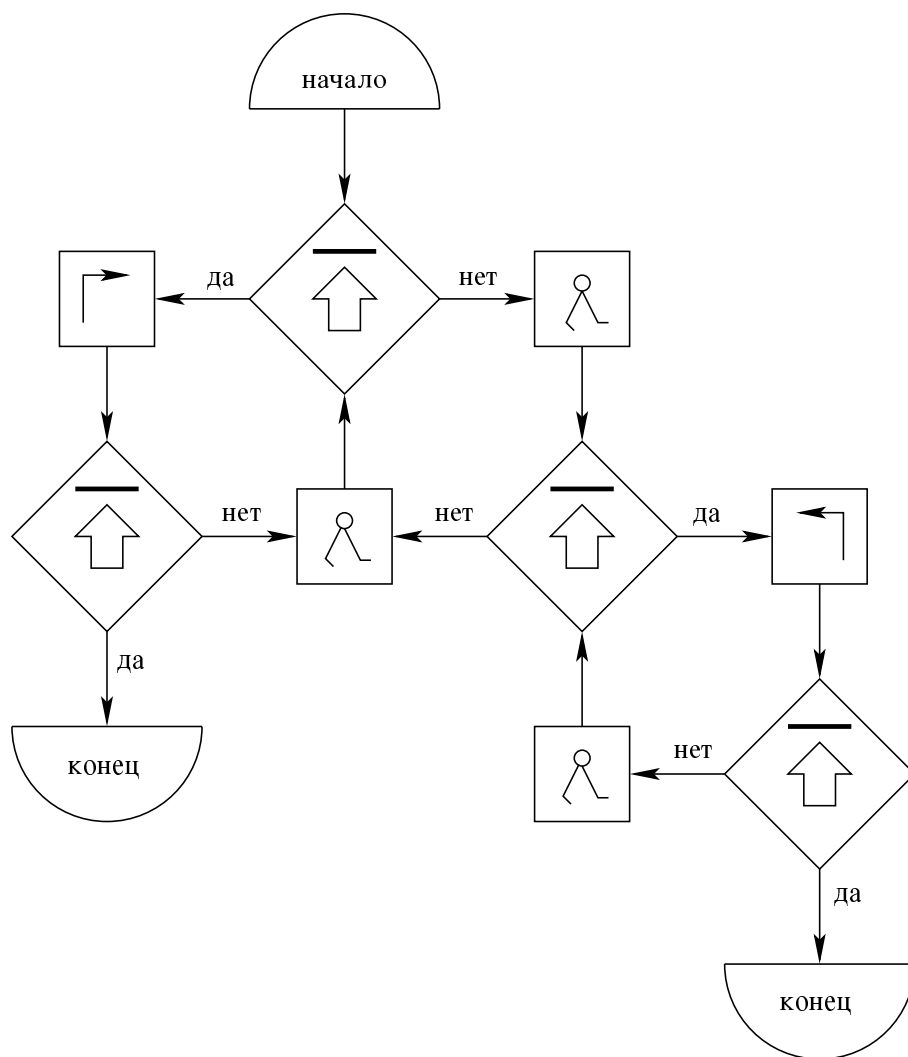 начало
да
нет
нет
нет
да
да
нет
конец
да
конец